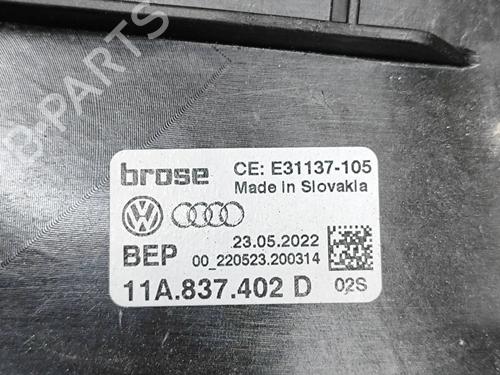 B-PARTS
brose CE: E31137-105
Made in Slovakia
BEP 23.05.2022
00_220523.200314
11A.837.402 D 02S